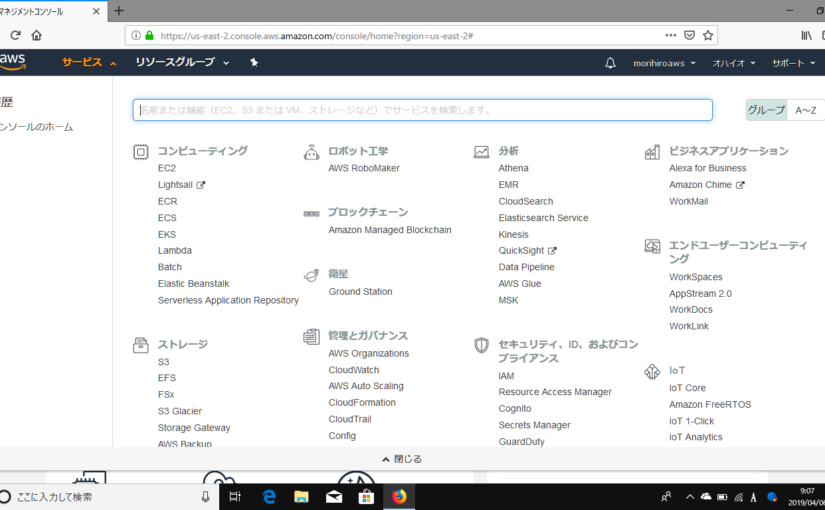 マネジメントコンソール
https://us-east-2.console.aws.amazon.com/console/home?region=us-east-2#
aws サービス リソースグループ morihiroaws オハイオ サポート
歴
ンソールのホーム
名前または機能（EC2、S3 または VM、ストレージなど）でサービスを検索します。
グループ A～Z
コンピューティング
EC2
Lightsail
ECR
ECS
EKS
Lambda
Batch
Elastic Beanstalk
Serverless Application Repository
ストレージ
S3
EFS
FSx
S3 Glacier
Storage Gateway
AWS Backup
ロボット工学
AWS RoboMaker
ブロックチェーン
Amazon Managed Blockchain
衛星
Ground Station
管理とガバナンス
AWS Organizations
CloudWatch
AWS Auto Scaling
CloudFormation
CloudTrail
Config
分析
Athena
EMR
CloudSearch
Elasticsearch Service
Kinesis
QuickSight
Data Pipeline
AWS Glue
MSK
セキュリティ、ID、およびコン
プライアンス
IAM
Resource Access Manager
Cognito
Secrets Manager
GuardDuty
ビジネスアプリケーション
Alexa for Business
Amazon Chime
WorkMail
エンドユーザーコンピューティ
ング
WorkSpaces
AppStream 2.0
WorkDocs
WorkLink
IoT
IoT Core
Amazon FreeRTOS
IoT 1-Click
IoT Analytics
閉じる
ここに入力して検索
A
9:07
2019/04/06